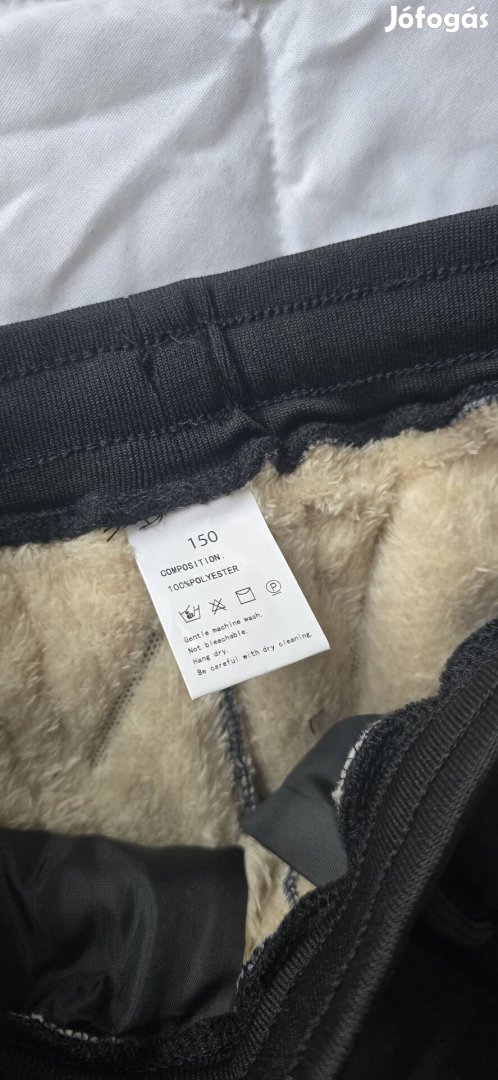 Jófogás
150
COMPOSITION:
100%POLYESTER
Gentle machine wash.
Not bleachable.
Hang dry.
Be careful with dry cleaning.